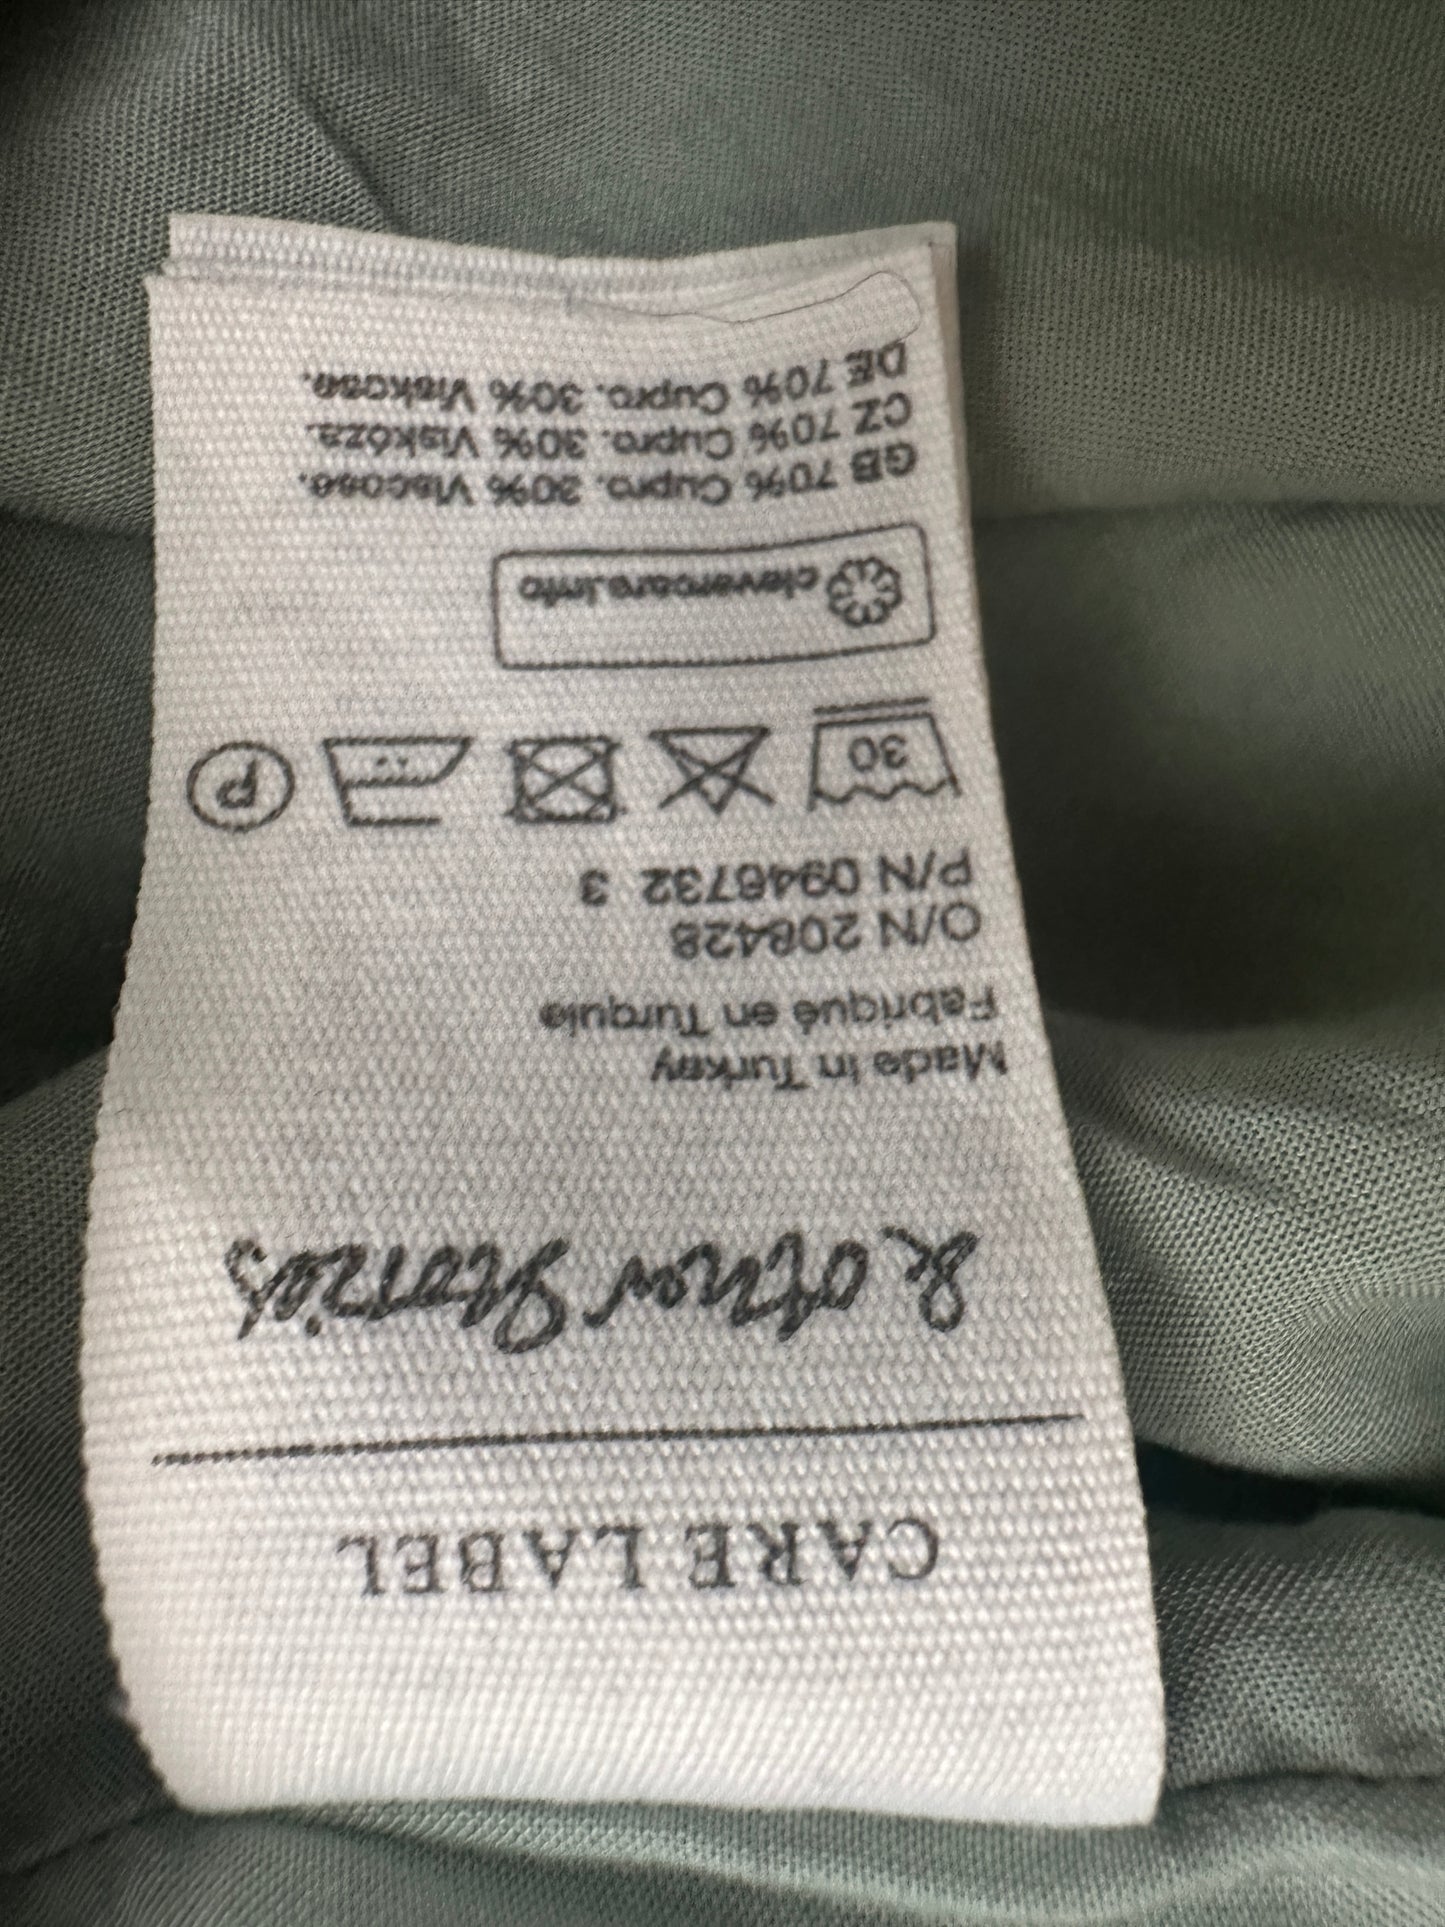 CARE LABEL
& other Stories
Made in Turkey
Fabriqué en Turquie
O/N 208428
P/N 0946732 3
30
P
clevercare.info
GB 70% Cupro. 30% Viscose.
CZ 70% Cupro. 30% Viskóza.
DE 70% Cupro. 30% Viskose.